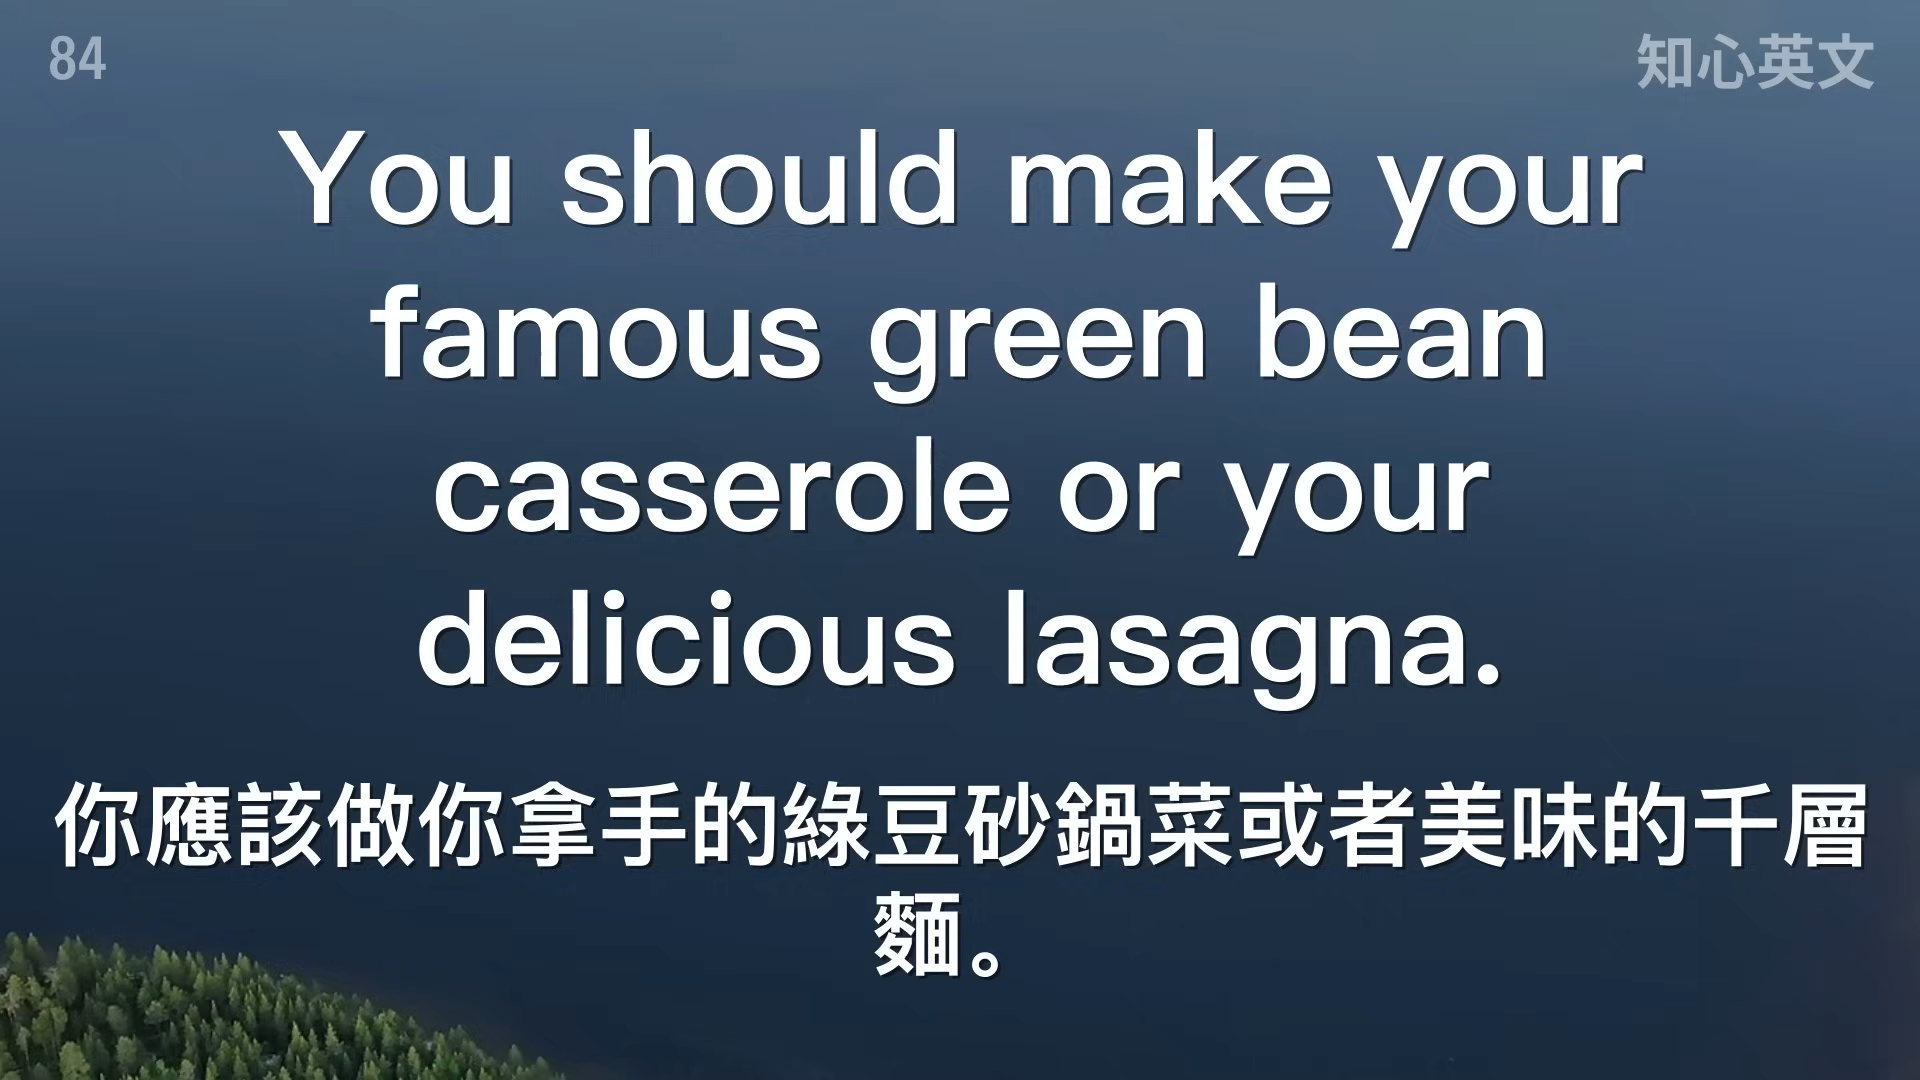 84
知心英文
You should make your
famous green bean
casserole or your
delicious lasagna.
你應該做你拿手的綠豆砂鍋菜或者美味的千層
麵。